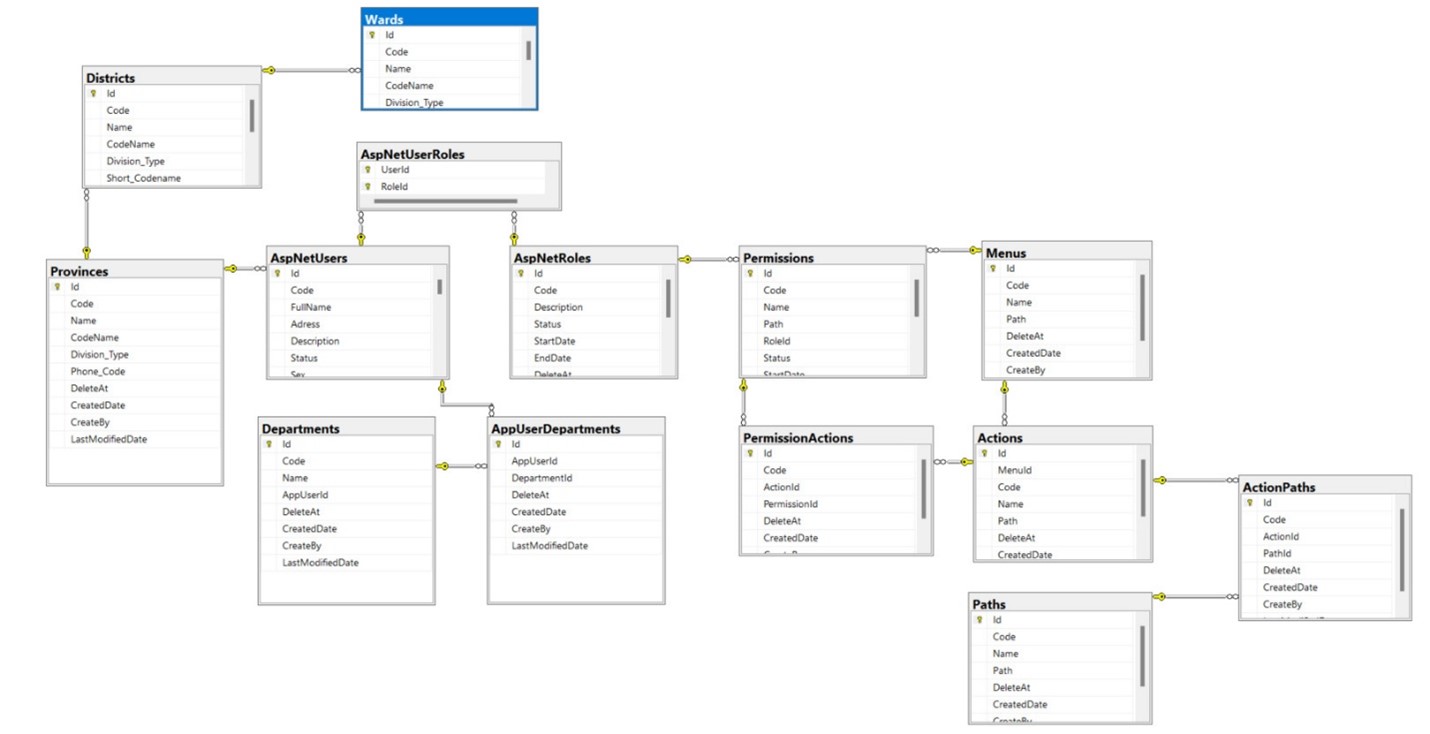 Wards
Id
Code
Name
CodeName
Division_Type
Districts
Id
Code
Name
CodeName
Division_Type
Short_Codename
AspNetUserRoles
UserId
RoleId
Provinces
Id
Code
Name
CodeName
Division_Type
Phone_Code
DeleteAt
CreatedDate
CreateBy
LastModifiedDate
AspNetUsers
Id
Code
FullName
Adress
Description
Status
Sex
AspNetRoles
Id
Code
Description
Status
StartDate
EndDate
DeleteAt
Permissions
Id
Code
Name
Path
RoleId
Status
StartDate
Menus
Id
Code
Name
Path
DeleteAt
CreatedDate
CreateBy
Departments
Id
Code
Name
AppUserId
DeleteAt
CreatedDate
CreateBy
LastModifiedDate
AppUserDepartments
Id
AppUserId
DepartmentId
DeleteAt
CreatedDate
CreateBy
LastModifiedDate
PermissionActions
Id
Code
ActionId
PermissionId
DeleteAt
CreatedDate
Actions
Id
MenuId
Code
Name
Path
DeleteAt
CreatedDate
ActionPaths
Id
Code
ActionId
PathId
DeleteAt
CreatedDate
CreateBy
Paths
Id
Code
Name
Path
DeleteAt
CreatedDate
CreateBy